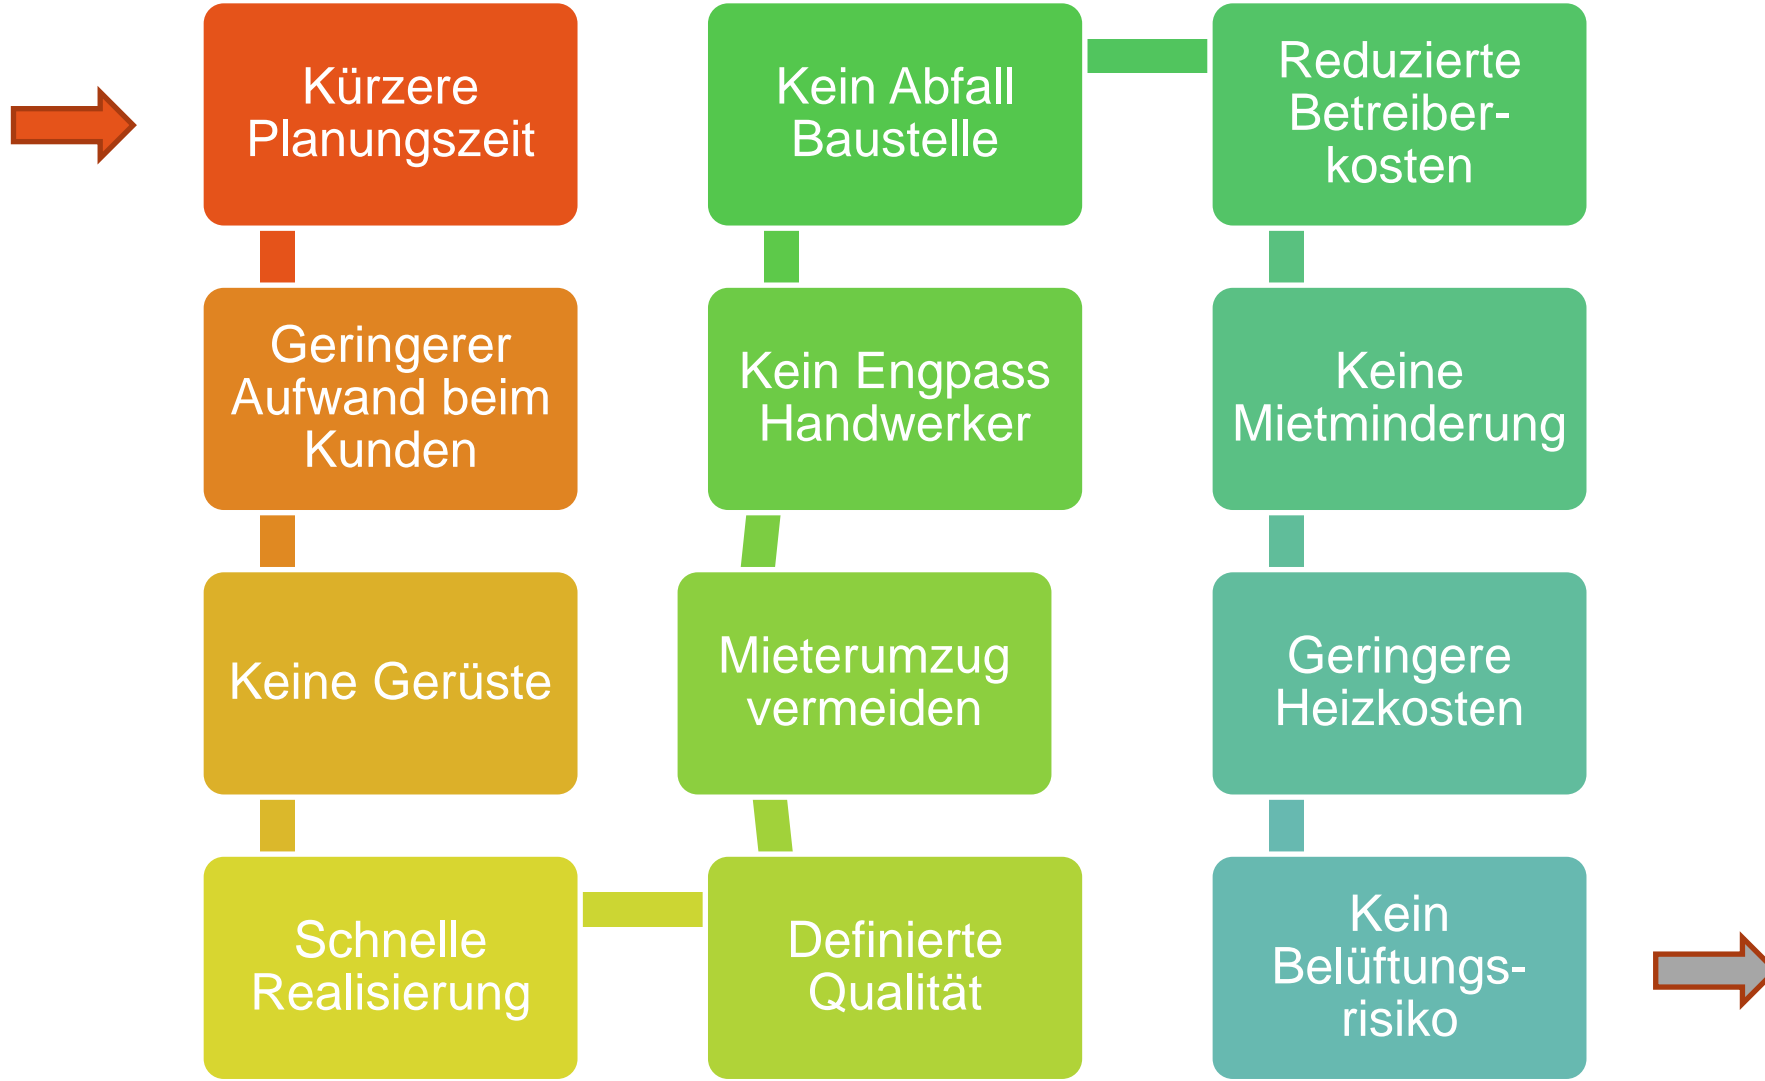 Kürzere
Planungszeit
Geringerer
Aufwand beim
Kunden
Keine Gerüste
Schnelle
Realisierung
Definierte
Qualität
Mieterumzug
vermeiden
Kein Engpass
Handwerker
Kein Abfall
Baustelle
Reduzierte
Betreiber-
kosten
Keine
Mietminderung
Geringere
Heizkosten
Kein
Belüftungs-
risiko